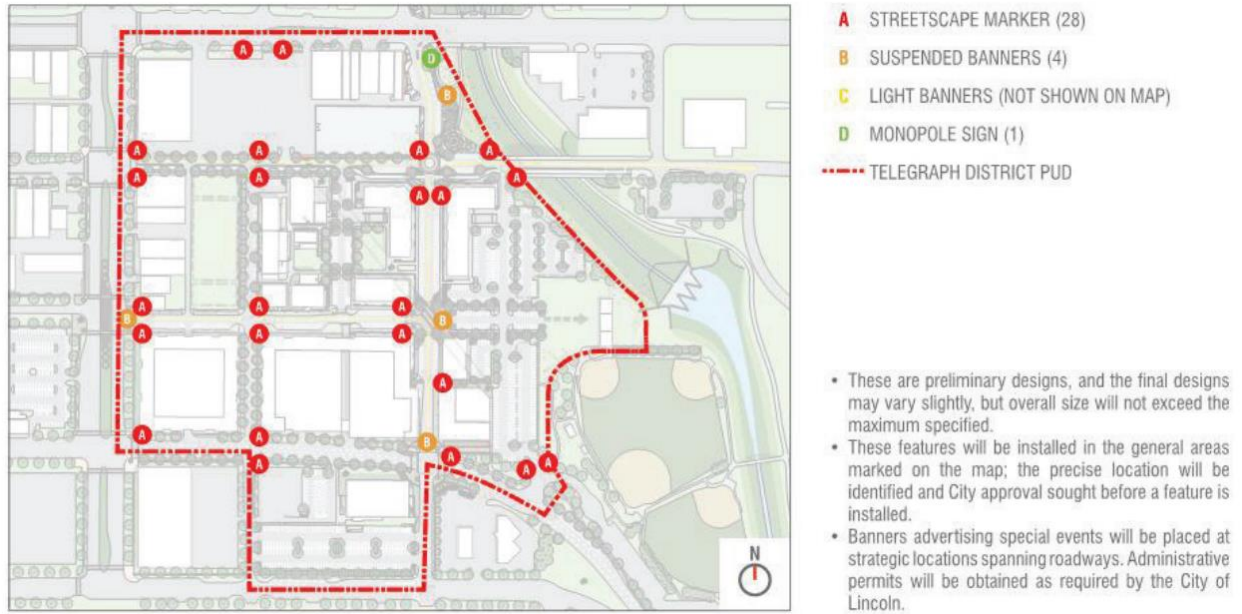 A STREETSCAPE MARKER (28)
B SUSPENDED BANNERS (4)
C LIGHT BANNERS (NOT SHOWN ON MAP)
D MONOPOLE SIGN (1)
TELEGRAPH DISTRICT PUD
A A D
B
A A A A
A A A
A A
A A A
B B
A A A
A
A A B
A A A A
N
• These are preliminary designs, and the final designs
may vary slightly, but overall size will not exceed the
maximum specified.
• These features will be installed in the general areas
marked on the map; the precise location will be
identified and City approval sought before a feature is
installed.
• Banners advertising special events will be placed at
strategic locations spanning roadways. Administrative
permits will be obtained as required by the City of
Lincoln.